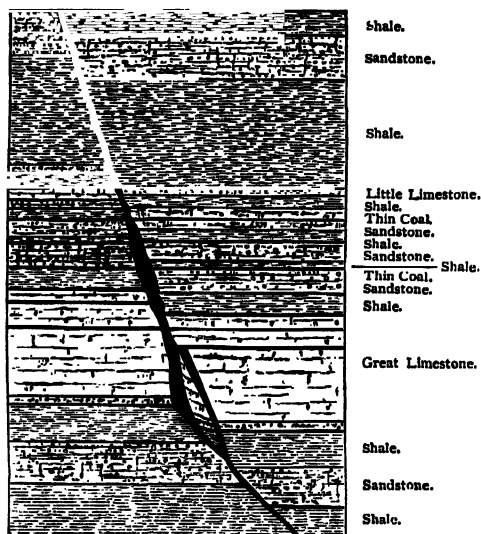 Shale.
Sandstone.
Shale.
Little Limestone.
Shale.
Thin Coal.
Sandstone.
Shale.
Sandstone.
Shale.
Thin Coal.
Sandstone.
Shale.
Great Limestone.
Shale.
Sandstone.
Shale.